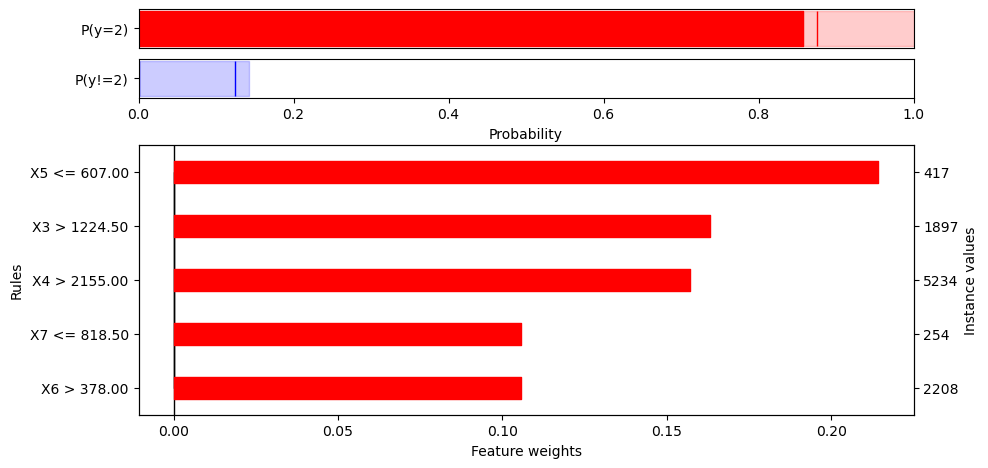 P(y=2)
P(y!=2)
0.0 0.2 0.4 0.6 0.8 1.0
Probability
Rules
X5 <= 607.00 417
X3 > 1224.50 1897
X4 > 2155.00 5234
X7 <= 818.50 254
X6 > 378.00 2208
Instance values
0.00 0.05 0.10 0.15 0.20
Feature weights